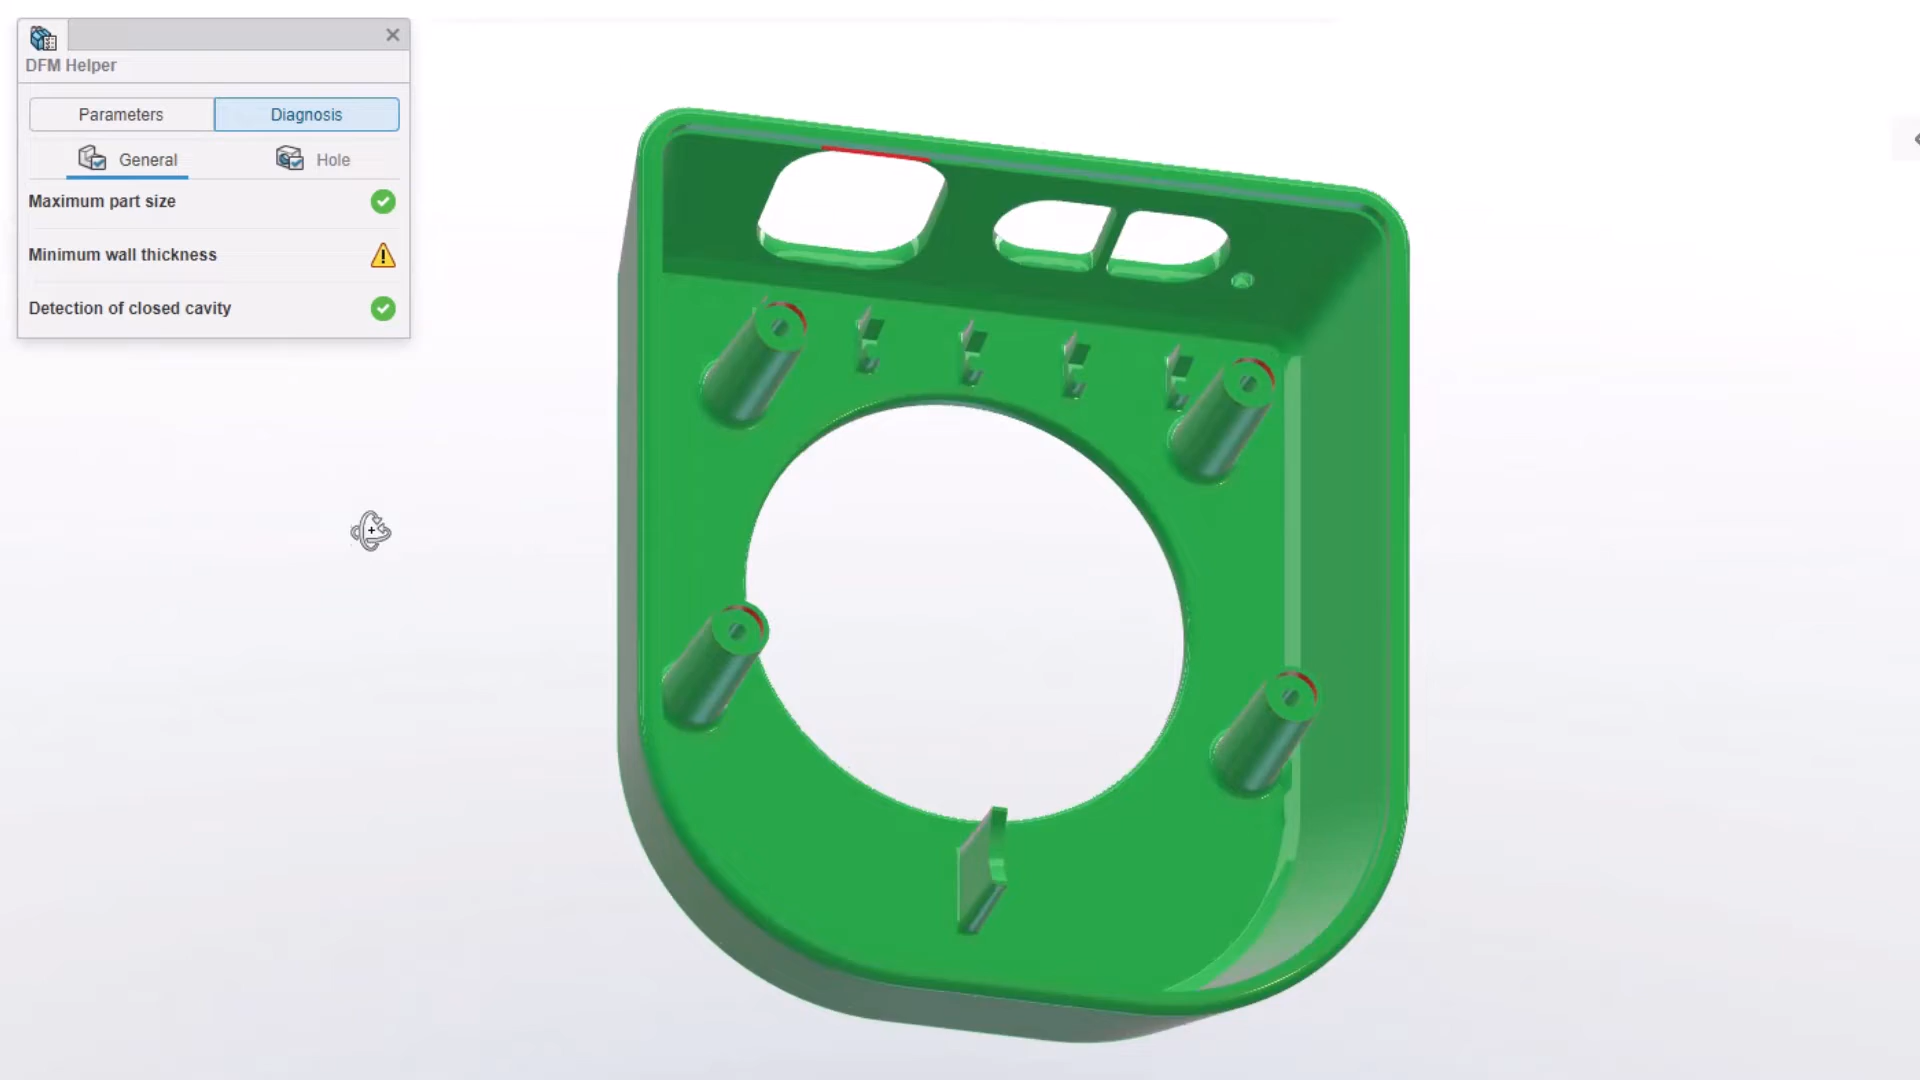 DFM Helper
Parameters
Diagnosis
General
Hole
Maximum part size
Minimum wall thickness
Detection of closed cavity